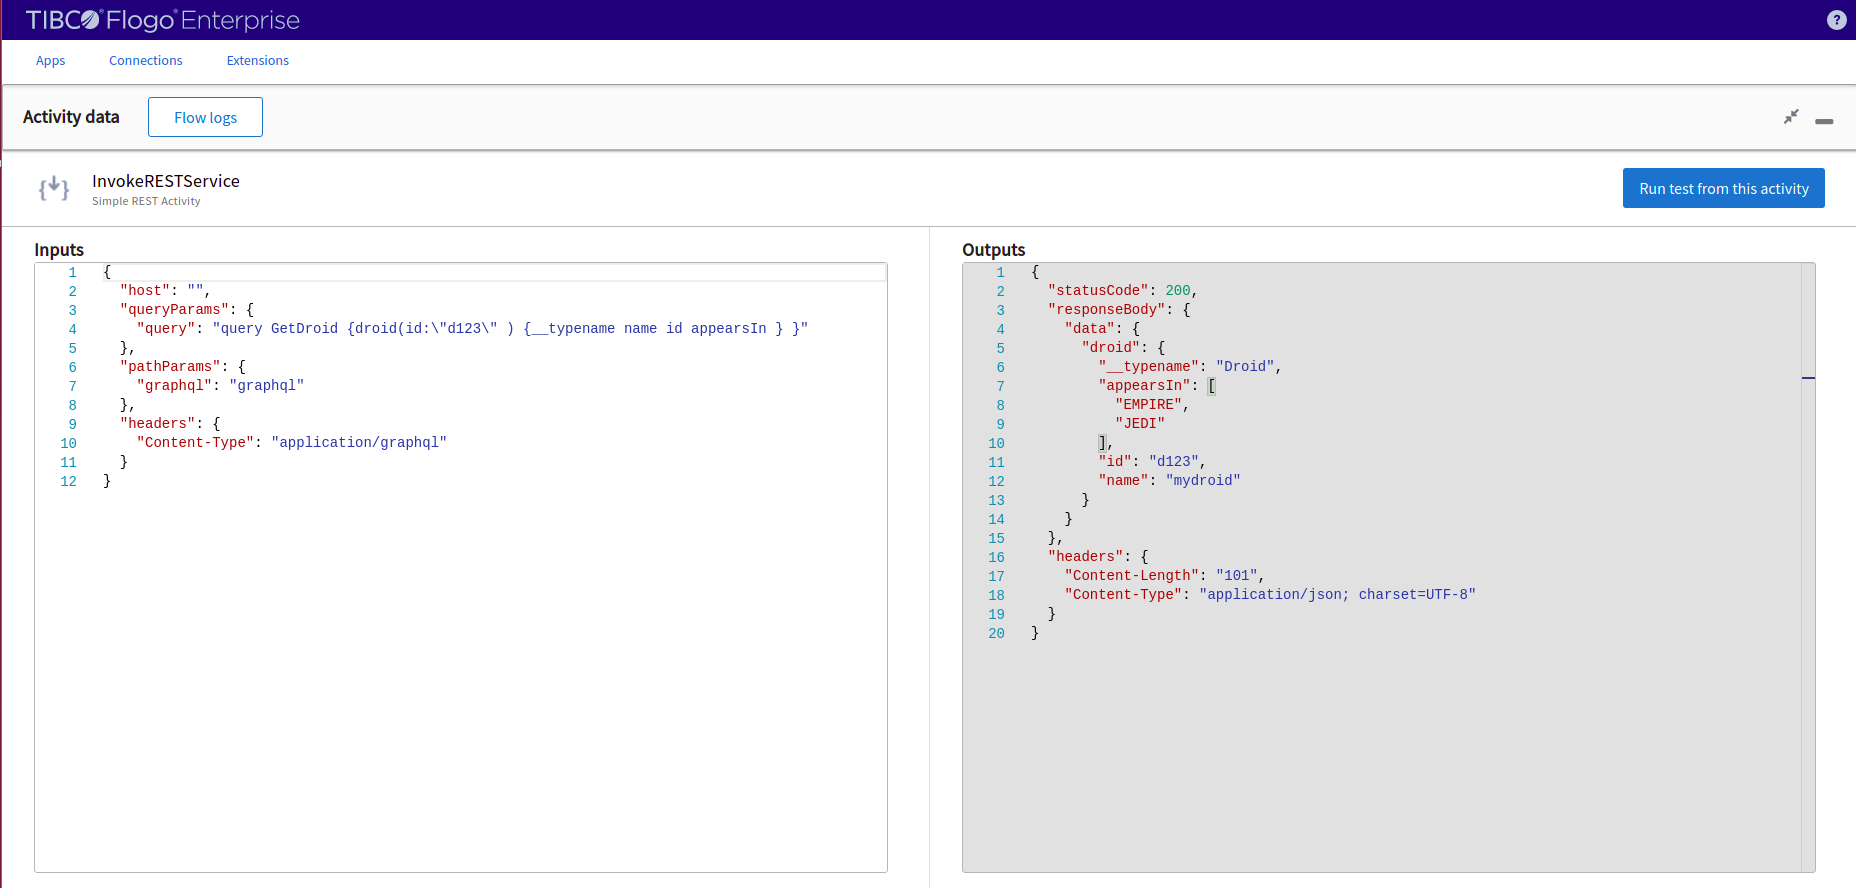 TIBCO® Flogo® Enterprise
?
Apps Connections Extensions
Activity data Flow logs
InvokeRESTService
Simple REST Activity
Run test from this activity
Inputs
1 {
2 "host": "",
3 "queryParams": {
4 "query": "query GetDroid {droid(id:\"d123\" ) {__typename name id appearsIn } }"
5 },
6 "pathParams": {
7 "graphql": "graphql"
8 },
9 "headers": {
10 "Content-Type": "application/graphql"
11 }
12 }
Outputs
1 {
2 "statusCode": 200,
3 "responseBody": {
4 "data": {
5 "droid": {
6 "__typename": "Droid",
7 "appearsIn": [
8 "EMPIRE",
9 "JEDI"
10 ],
11 "id": "d123",
12 "name": "mydroid"
13 }
14 }
15 },
16 "headers": {
17 "Content-Length": "101",
18 "Content-Type": "application/json; charset=UTF-8"
19 }
20 }